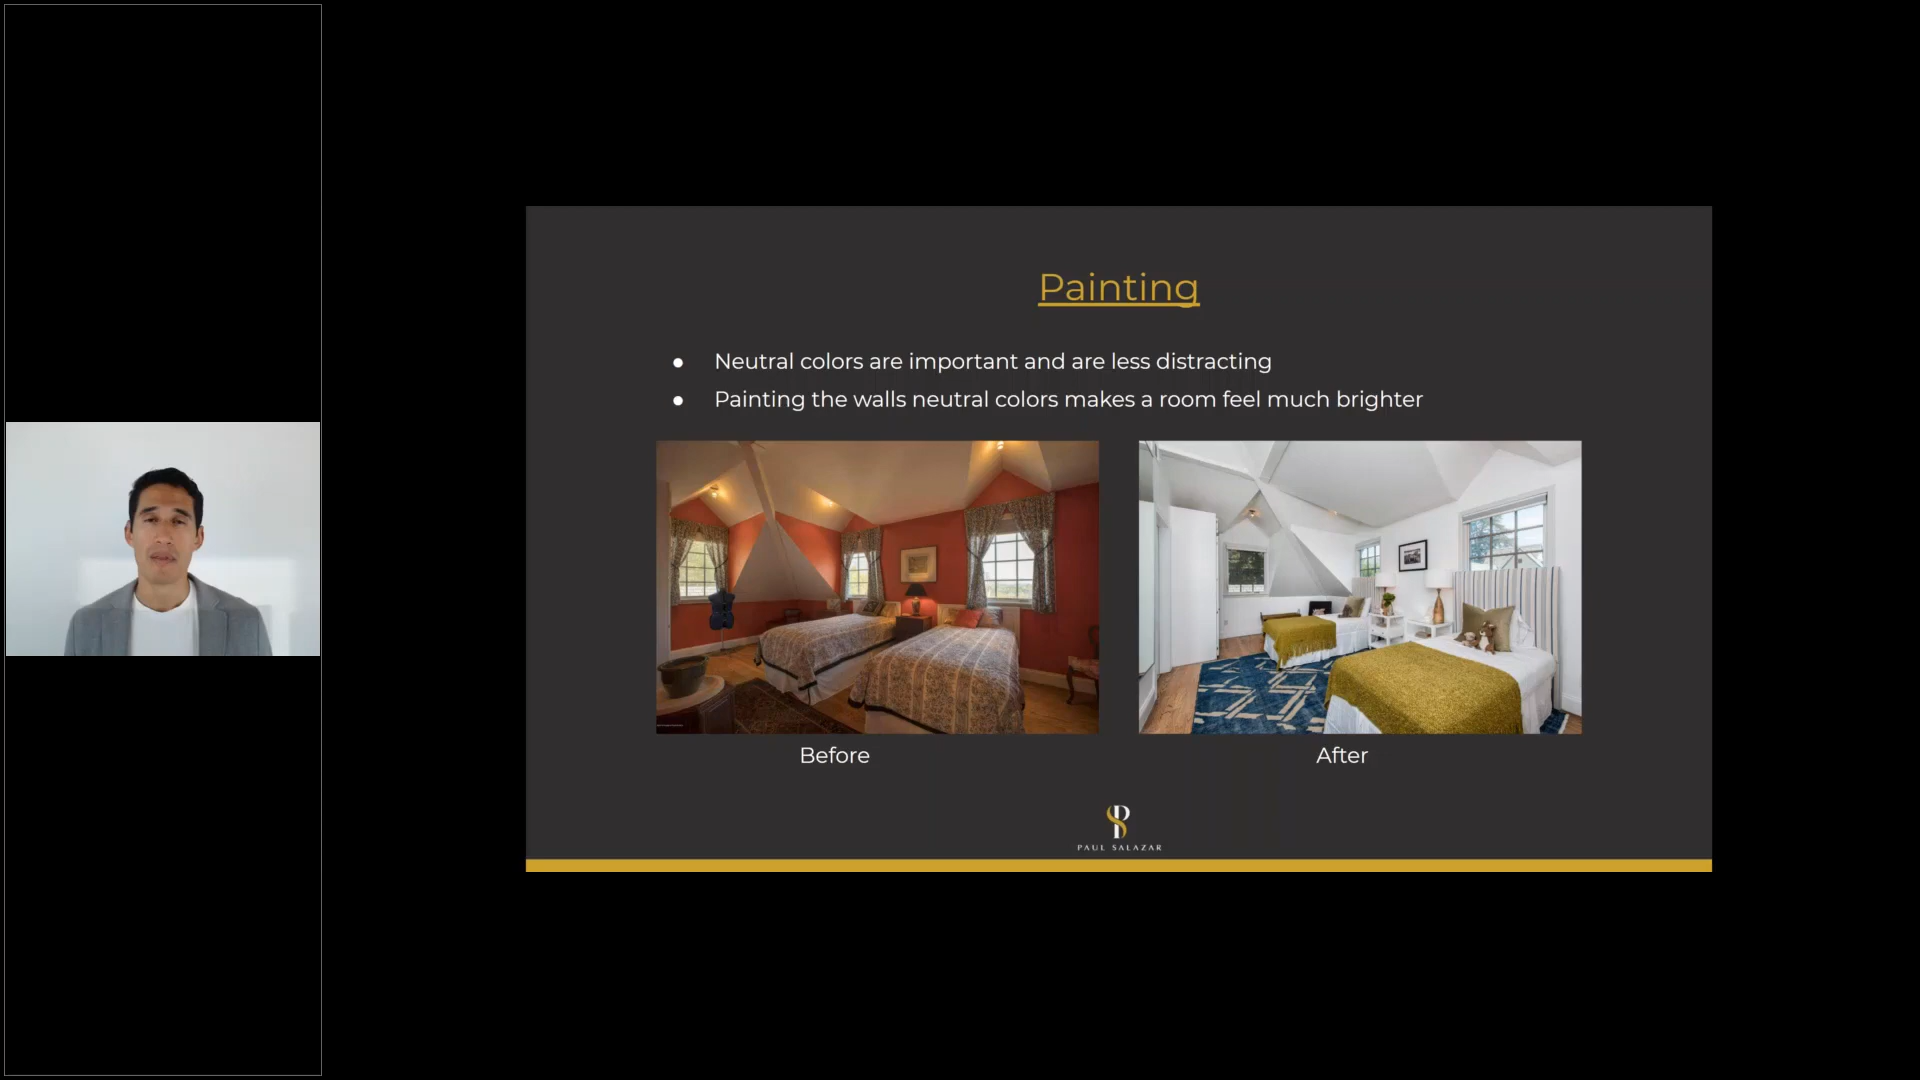 Painting
● Neutral colors are important and are less distracting
● Painting the walls neutral colors makes a room feel much brighter
Before
After
PAUL SALAZAR